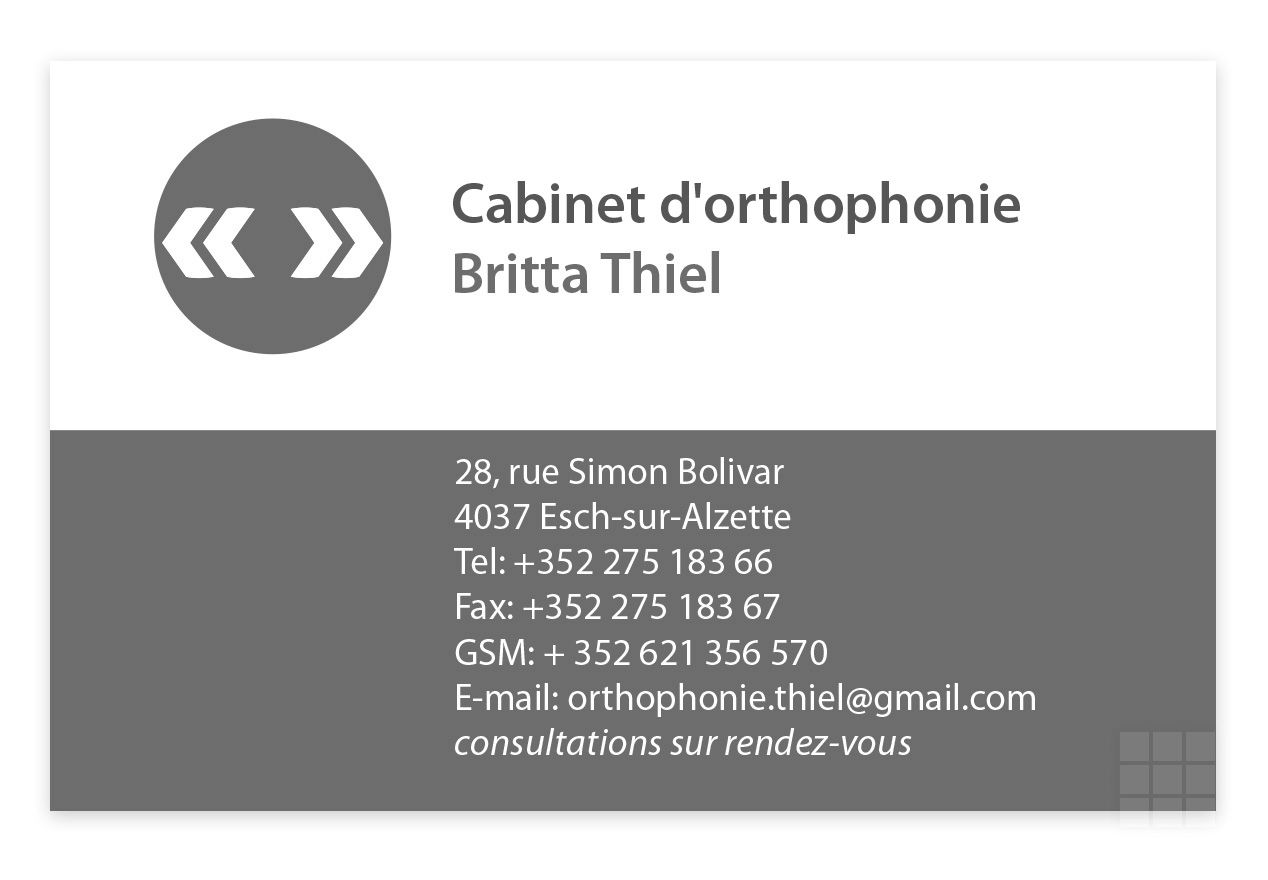 Cabinet d'orthophonie
Britta Thiel
28, rue Simon Bolivar
4037 Esch-sur-Alzette
Tel: +352 275 183 66
Fax: +352 275 183 67
GSM: + 352 621 356 570
E-mail: orthophonie.thiel@gmail.com
consultations sur rendez-vous